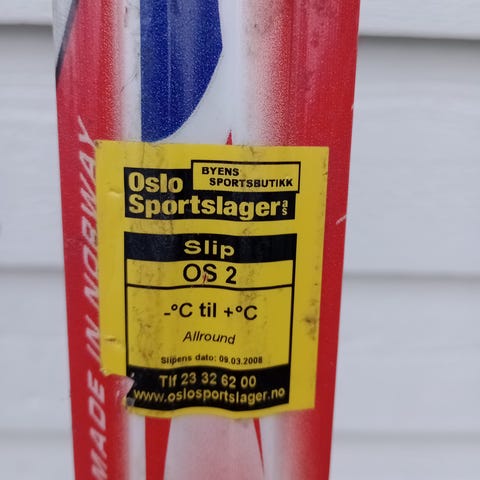 BYENS
SPORTSBUTIKK
Oslo
Sportslager as
Slip
OS 2
-°C til +°C
Allround
Slipens dato: 09.03.2008
Tlf 23 32 62 00
www.oslosportslager.no
MADE IN NORWAY